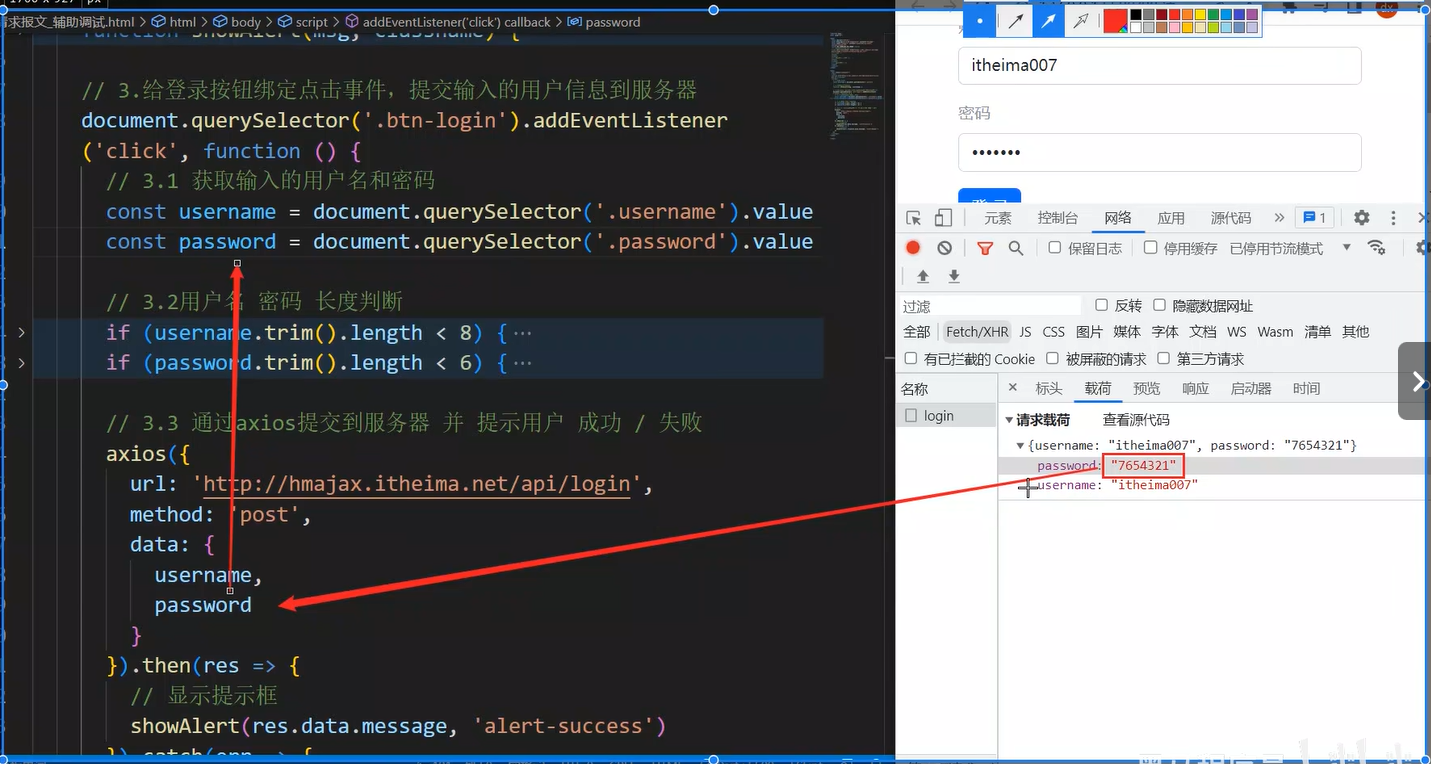 求报文_辅助调试.html > html > body > script > addEventListener('click') callback > password
function showAlert(msg, classname) {
// 3.给登录按钮绑定点击事件，提交输入的用户信息到服务器
document.querySelector('.btn-login').addEventListener
('click', function () {
// 3.1 获取输入的用户名和密码
const username = document.querySelector('.username').value
const password = document.querySelector('.password').value
// 3.2用户名 密码 长度判断
if (username.trim().length < 8) { ···
if (password.trim().length < 6) { ···
// 3.3 通过axios提交到服务器 并 提示用户 成功 / 失败
axios({
url: 'http://hmajax.itheima.net/api/login',
method: 'post',
data: {
username,
password
}
}).then(res => {
// 显示提示框
showAlert(res.data.message, 'alert-success')
}).catch(err => {
itheima007
密码
•••••••
登 录
元素 控制台 网络 应用 源代码 » 1
保留日志 停用缓存 已停用节流模式
过滤 反转 隐藏数据网址
全部 Fetch/XHR JS CSS 图片 媒体 字体 文档 WS Wasm 清单 其他
有已拦截的 Cookie 被屏蔽的请求 第三方请求
名称 × 标头 载荷 预览 响应 启动器 时间
login
请求载荷 查看源代码
{username: "itheima007", password: "7654321"}
password: "7654321"
username: "itheima007"